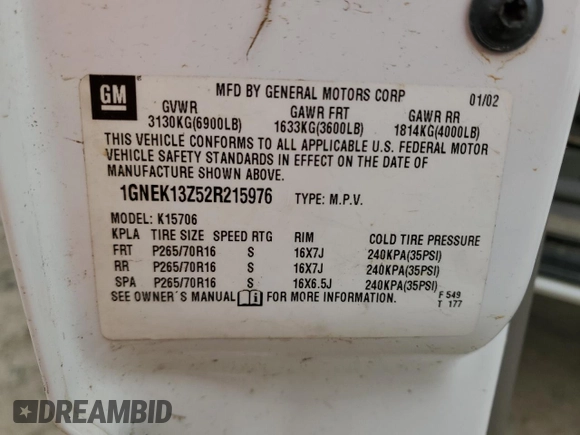 GM
MFD BY GENERAL MOTORS CORP 01/02
GVWR GAWR FRT GAWR RR
3130KG(6900LB) 1633KG(3600LB) 1814KG(4000LB)
THIS VEHICLE CONFORMS TO ALL APPLICABLE U.S. FEDERAL MOTOR
VEHICLE SAFETY STANDARDS IN EFFECT ON THE DATE OF
MANUFACTURE SHOWN ABOVE.
1GNEK13Z52R215976 TYPE: M.P.V.
MODEL: K15706
KPLA TIRE SIZE SPEED RTG RIM COLD TIRE PRESSURE
FRT P265/70R16 S 16X7J 240KPA(35PSI)
RR P265/70R16 S 16X7J 240KPA(35PSI)
SPA P265/70R16 S 16X6.5J 240KPA(35PSI)
SEE OWNER'S MANUAL FOR MORE INFORMATION. F 549
T 177
DREAMBID